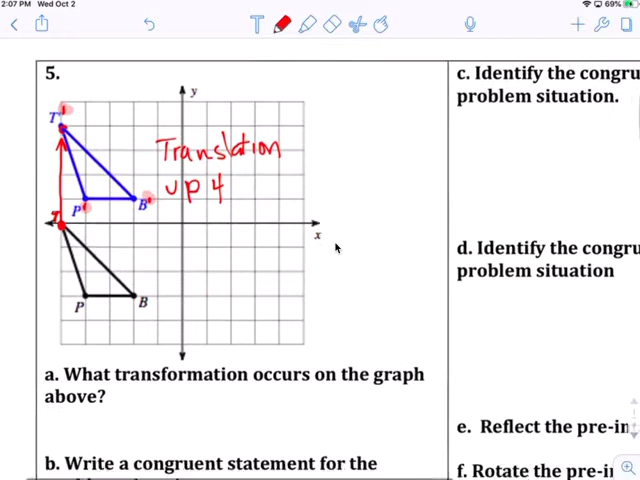 2:07 PM Wed Oct 2
69%
T
5.
y
T'
Translation
up 4
P'
B'
T
x
P
B
a. What transformation occurs on the graph
above?
b. Write a congruent statement for the
c. Identify the congru
problem situation.
d. Identify the congru
problem situation
e. Reflect the pre-im
f. Rotate the pre-i